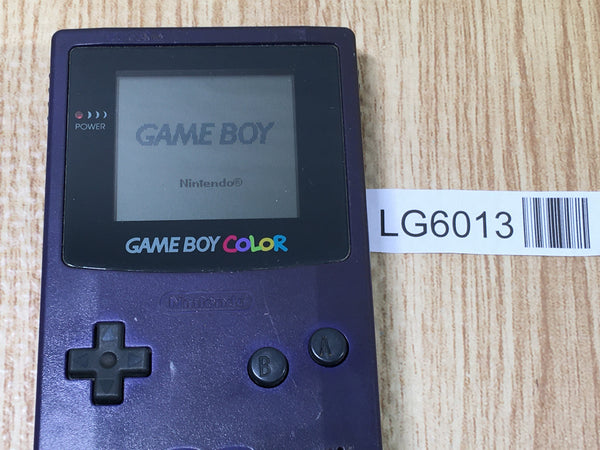 POWER
GAME BOY
Nintendo®
GAME BOY COLOR
LG6013
Nintendo
B
A